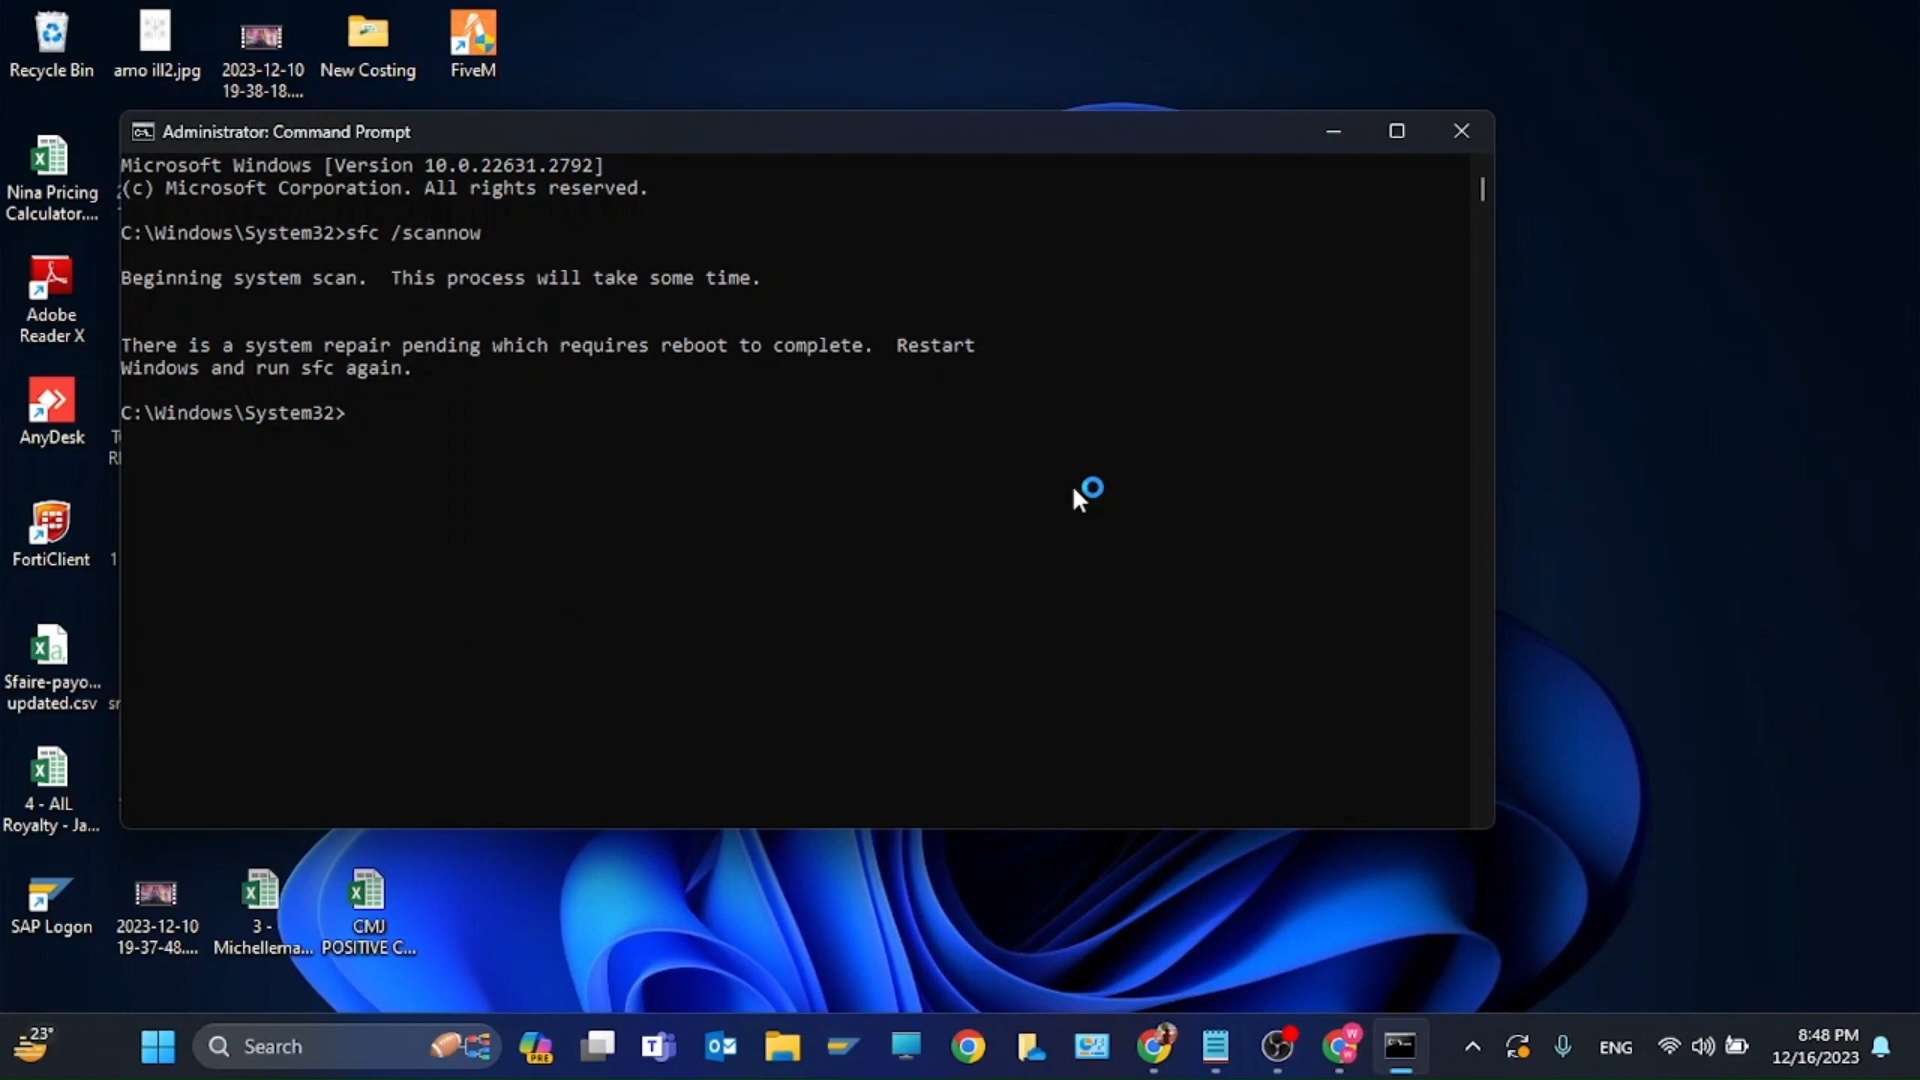 Recycle Bin
amo ill2.jpg
2023-12-10
19-38-18....
New Costing
FiveM
Administrator: Command Prompt
Microsoft Windows [Version 10.0.22631.2792]
(c) Microsoft Corporation. All rights reserved.
C:\Windows\System32>sfc /scannow
Beginning system scan.  This process will take some time.
There is a system repair pending which requires reboot to complete.  Restart
Windows and run sfc again.
C:\Windows\System32>
Nina Pricing
Calculator....
Adobe
Reader X
AnyDesk
FortiClient
Sfaire-payo...
updated.csv
4 - AIL
Royalty - Ja...
SAP Logon
2023-12-10
19-37-48....
3 -
Michellema...
CMJ
POSITIVE C...
23°
Search
PRE
ENG
8:48 PM
12/16/2023